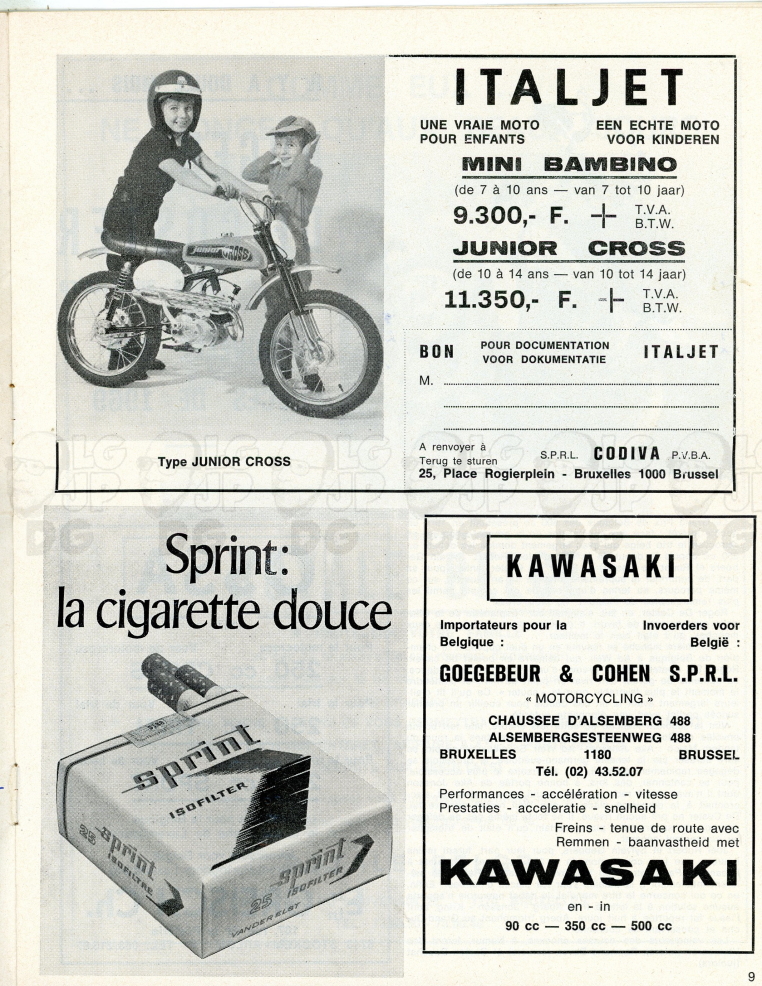 ITALJET
UNE VRAIE MOTO
POUR ENFANTS
EEN ECHTE MOTO
VOOR KINDEREN
MINI BAMBINO
(de 7 à 10 ans — van 7 tot 10 jaar)
9.300,- F. + T.V.A.
B.T.W.
JUNIOR CROSS
(de 10 à 14 ans — van 10 tot 14 jaar)
11.350,- F. + T.V.A.
B.T.W.
junior CROSS
Type JUNIOR CROSS
BON POUR DOCUMENTATION ITALJET
VOOR DOKUMENTATIE
M.
A renvoyer à
Terug te sturen S.P.R.L. CODIVA P.V.B.A.
25, Place Rogierplein - Bruxelles 1000 Brussel
Sprint:
la cigarette douce
sprint
ISOFILTER
25 sprint
ISOFILTRE
25 sprint
ISOFILTER
VANDER ELST
KAWASAKI
Importateurs pour la
Belgique :
Invoerders voor
België :
GOEGEBEUR & COHEN S.P.R.L.
« MOTORCYCLING »
CHAUSSEE D'ALSEMBERG 488
ALSEMBERGSESTEENWEG 488
BRUXELLES 1180 BRUSSEL
Tél. (02) 43.52.07
Performances - accélération - vitesse
Prestaties - acceleratie - snelheid
Freins - tenue de route avec
Remmen - baanvastheid met
KAWASAKI
en - in
90 cc — 350 cc — 500 cc
9
LG
JP
DG